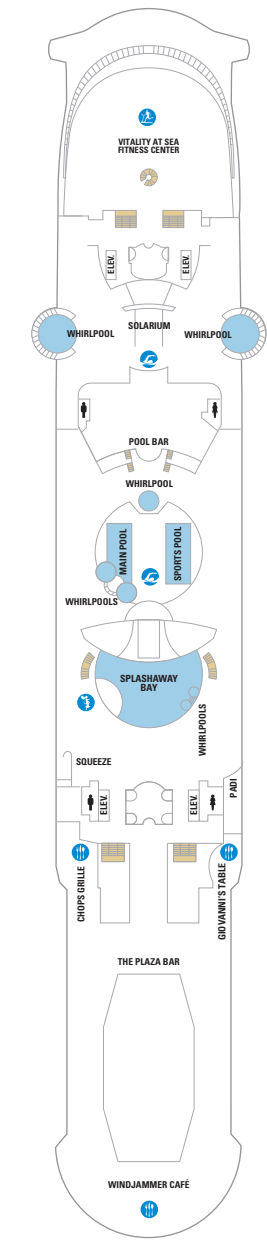 VITALITY AT SEA
FITNESS CENTER
ELEV.
ELEV.
WHIRLPOOL
SOLARIUM
WHIRLPOOL
POOL BAR
WHIRLPOOL
MAIN POOL
SPORTS POOL
WHIRLPOOLS
SPLASHAWAY
BAY
WHIRLPOOLS
SQUEEZE
PADI
ELEV.
ELEV.
CHOPS GRILLE
GIOVANNI'S TABLE
THE PLAZA BAR
WINDJAMMER CAFÉ